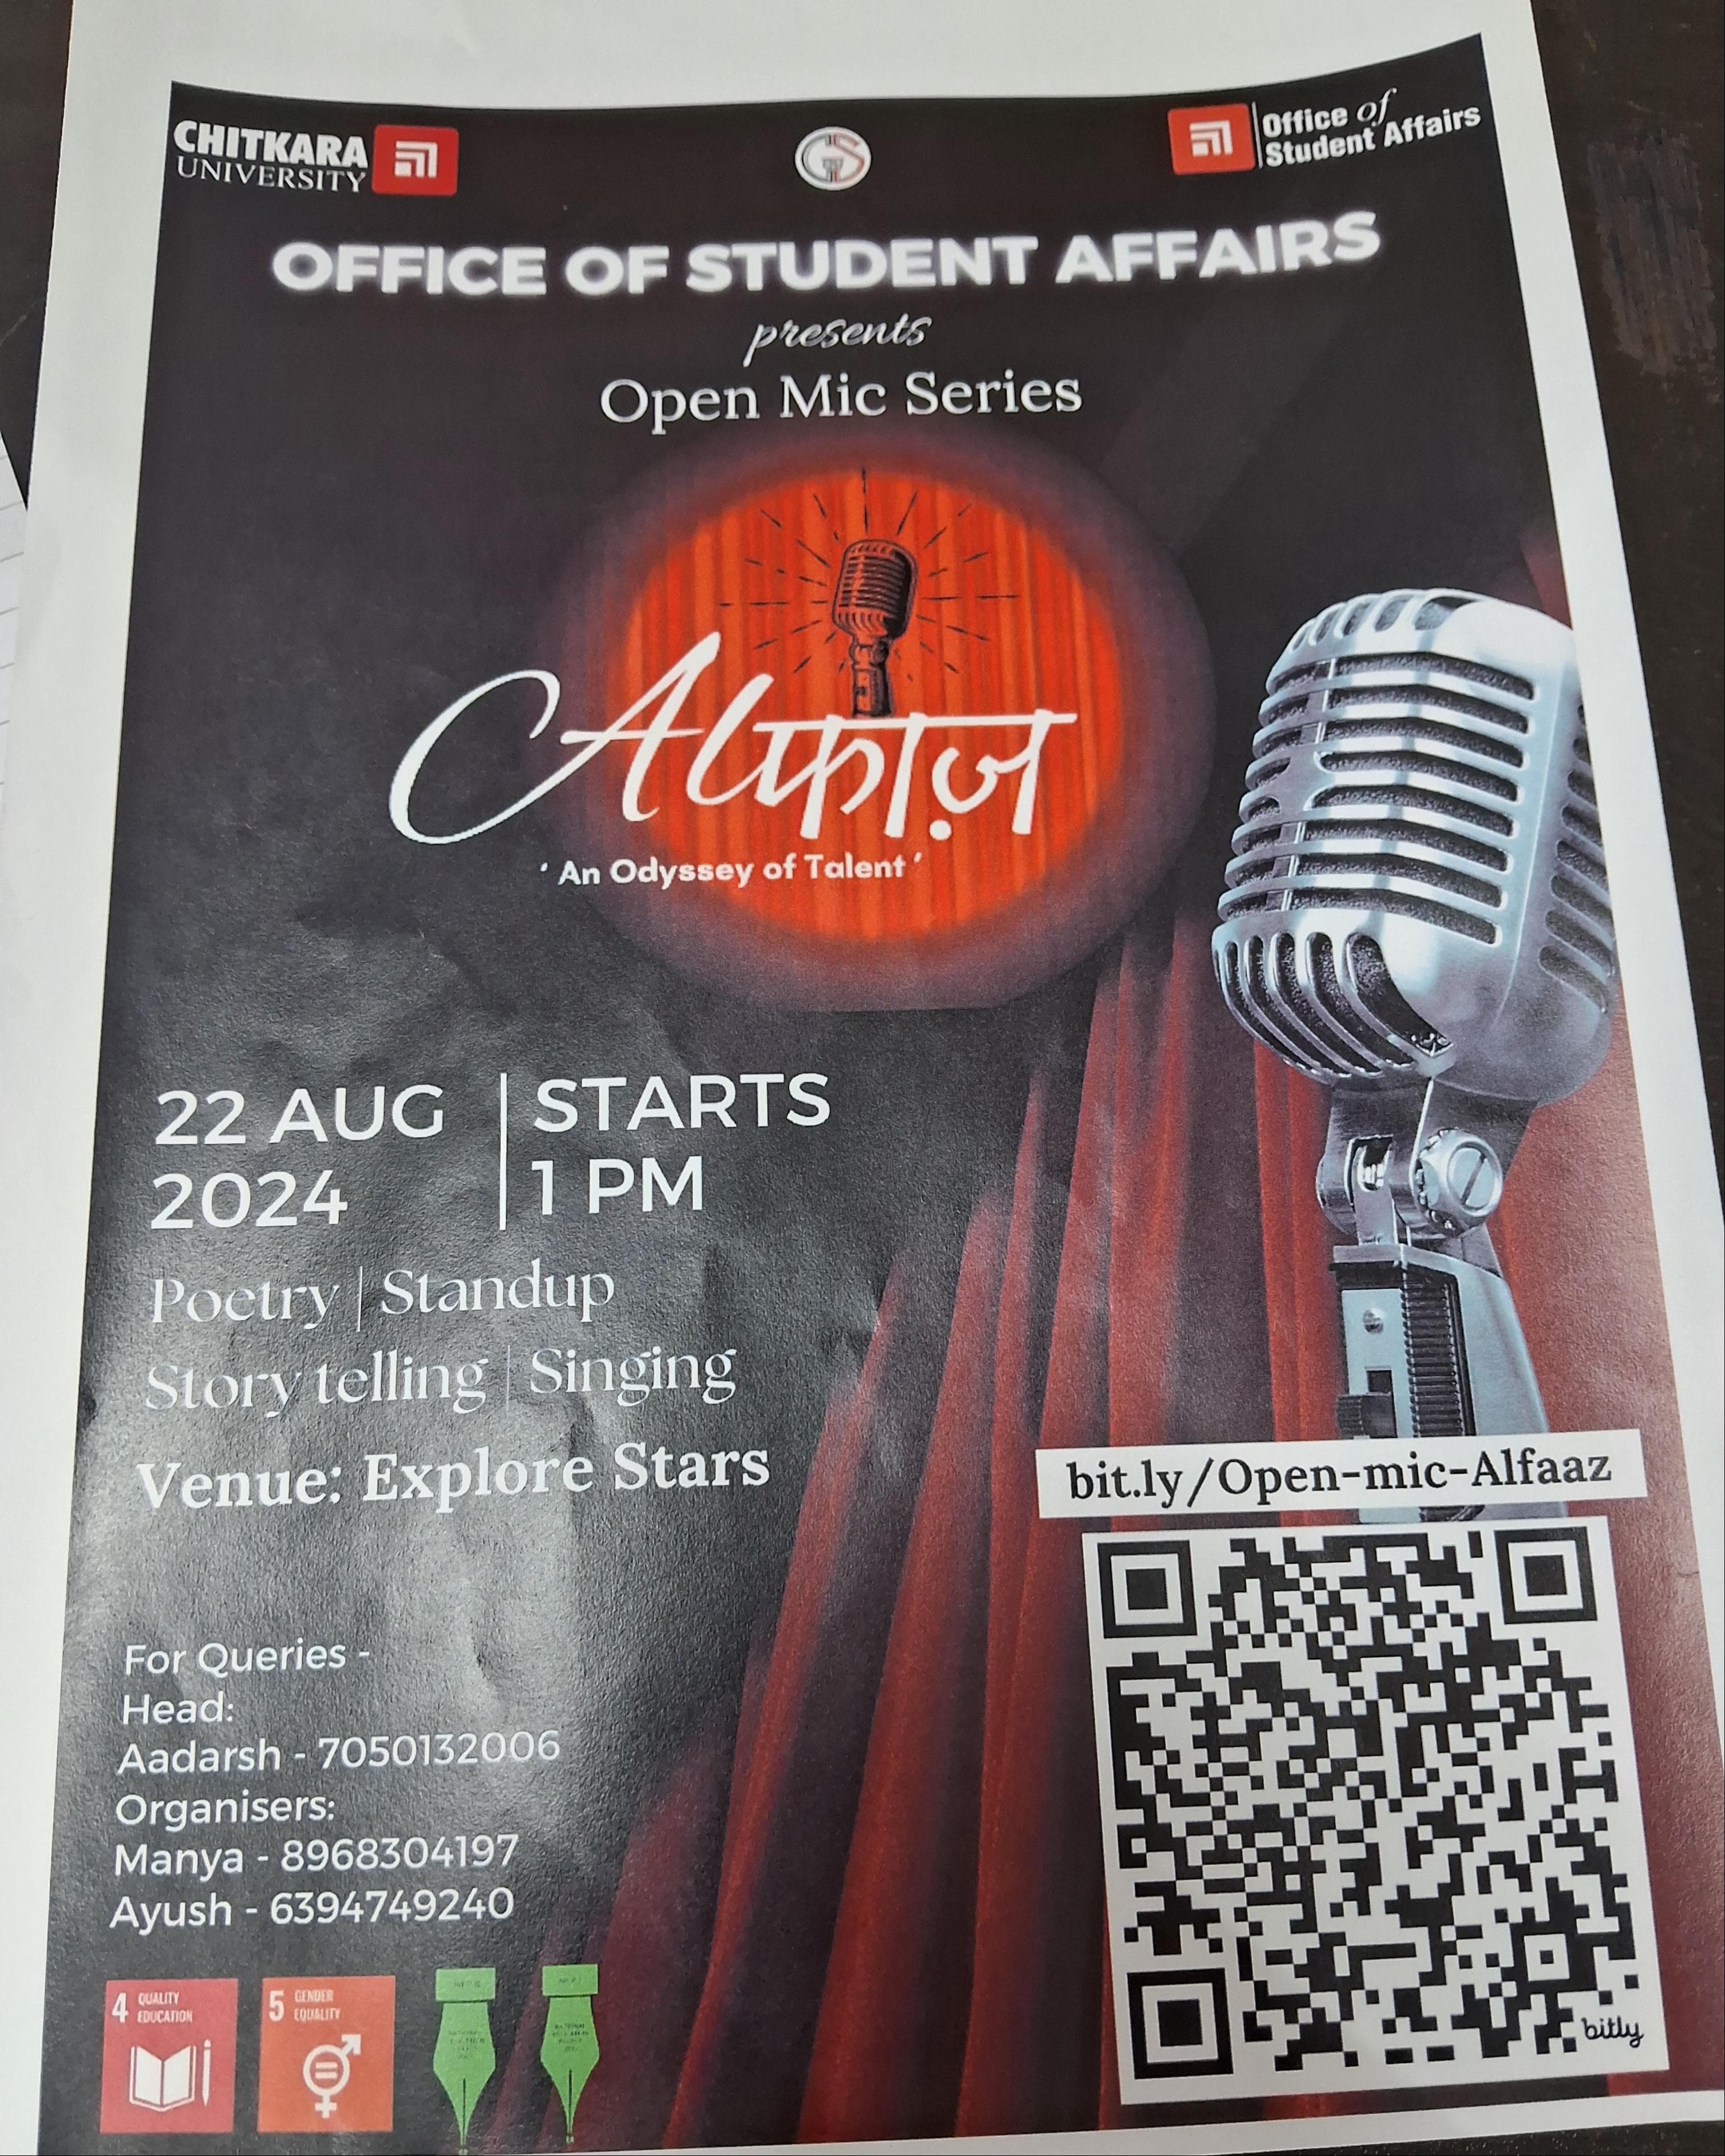 CHITKARA
UNIVERSITY
Office of
Student Affairs
OFFICE OF STUDENT AFFAIRS
presents
Open Mic Series
Alफाज़
‘ An Odyssey of Talent ’
22 AUG
2024
STARTS
1 PM
Poetry | Standup
Story telling | Singing
Venue: Explore Stars
bit.ly/Open-mic-Alfaaz
For Queries -
Head:
Aadarsh - 7050132006
Organisers:
Manya - 8968304197
Ayush - 6394749240
4 QUALITY
EDUCATION
5 GENDER
EQUALITY
bitly